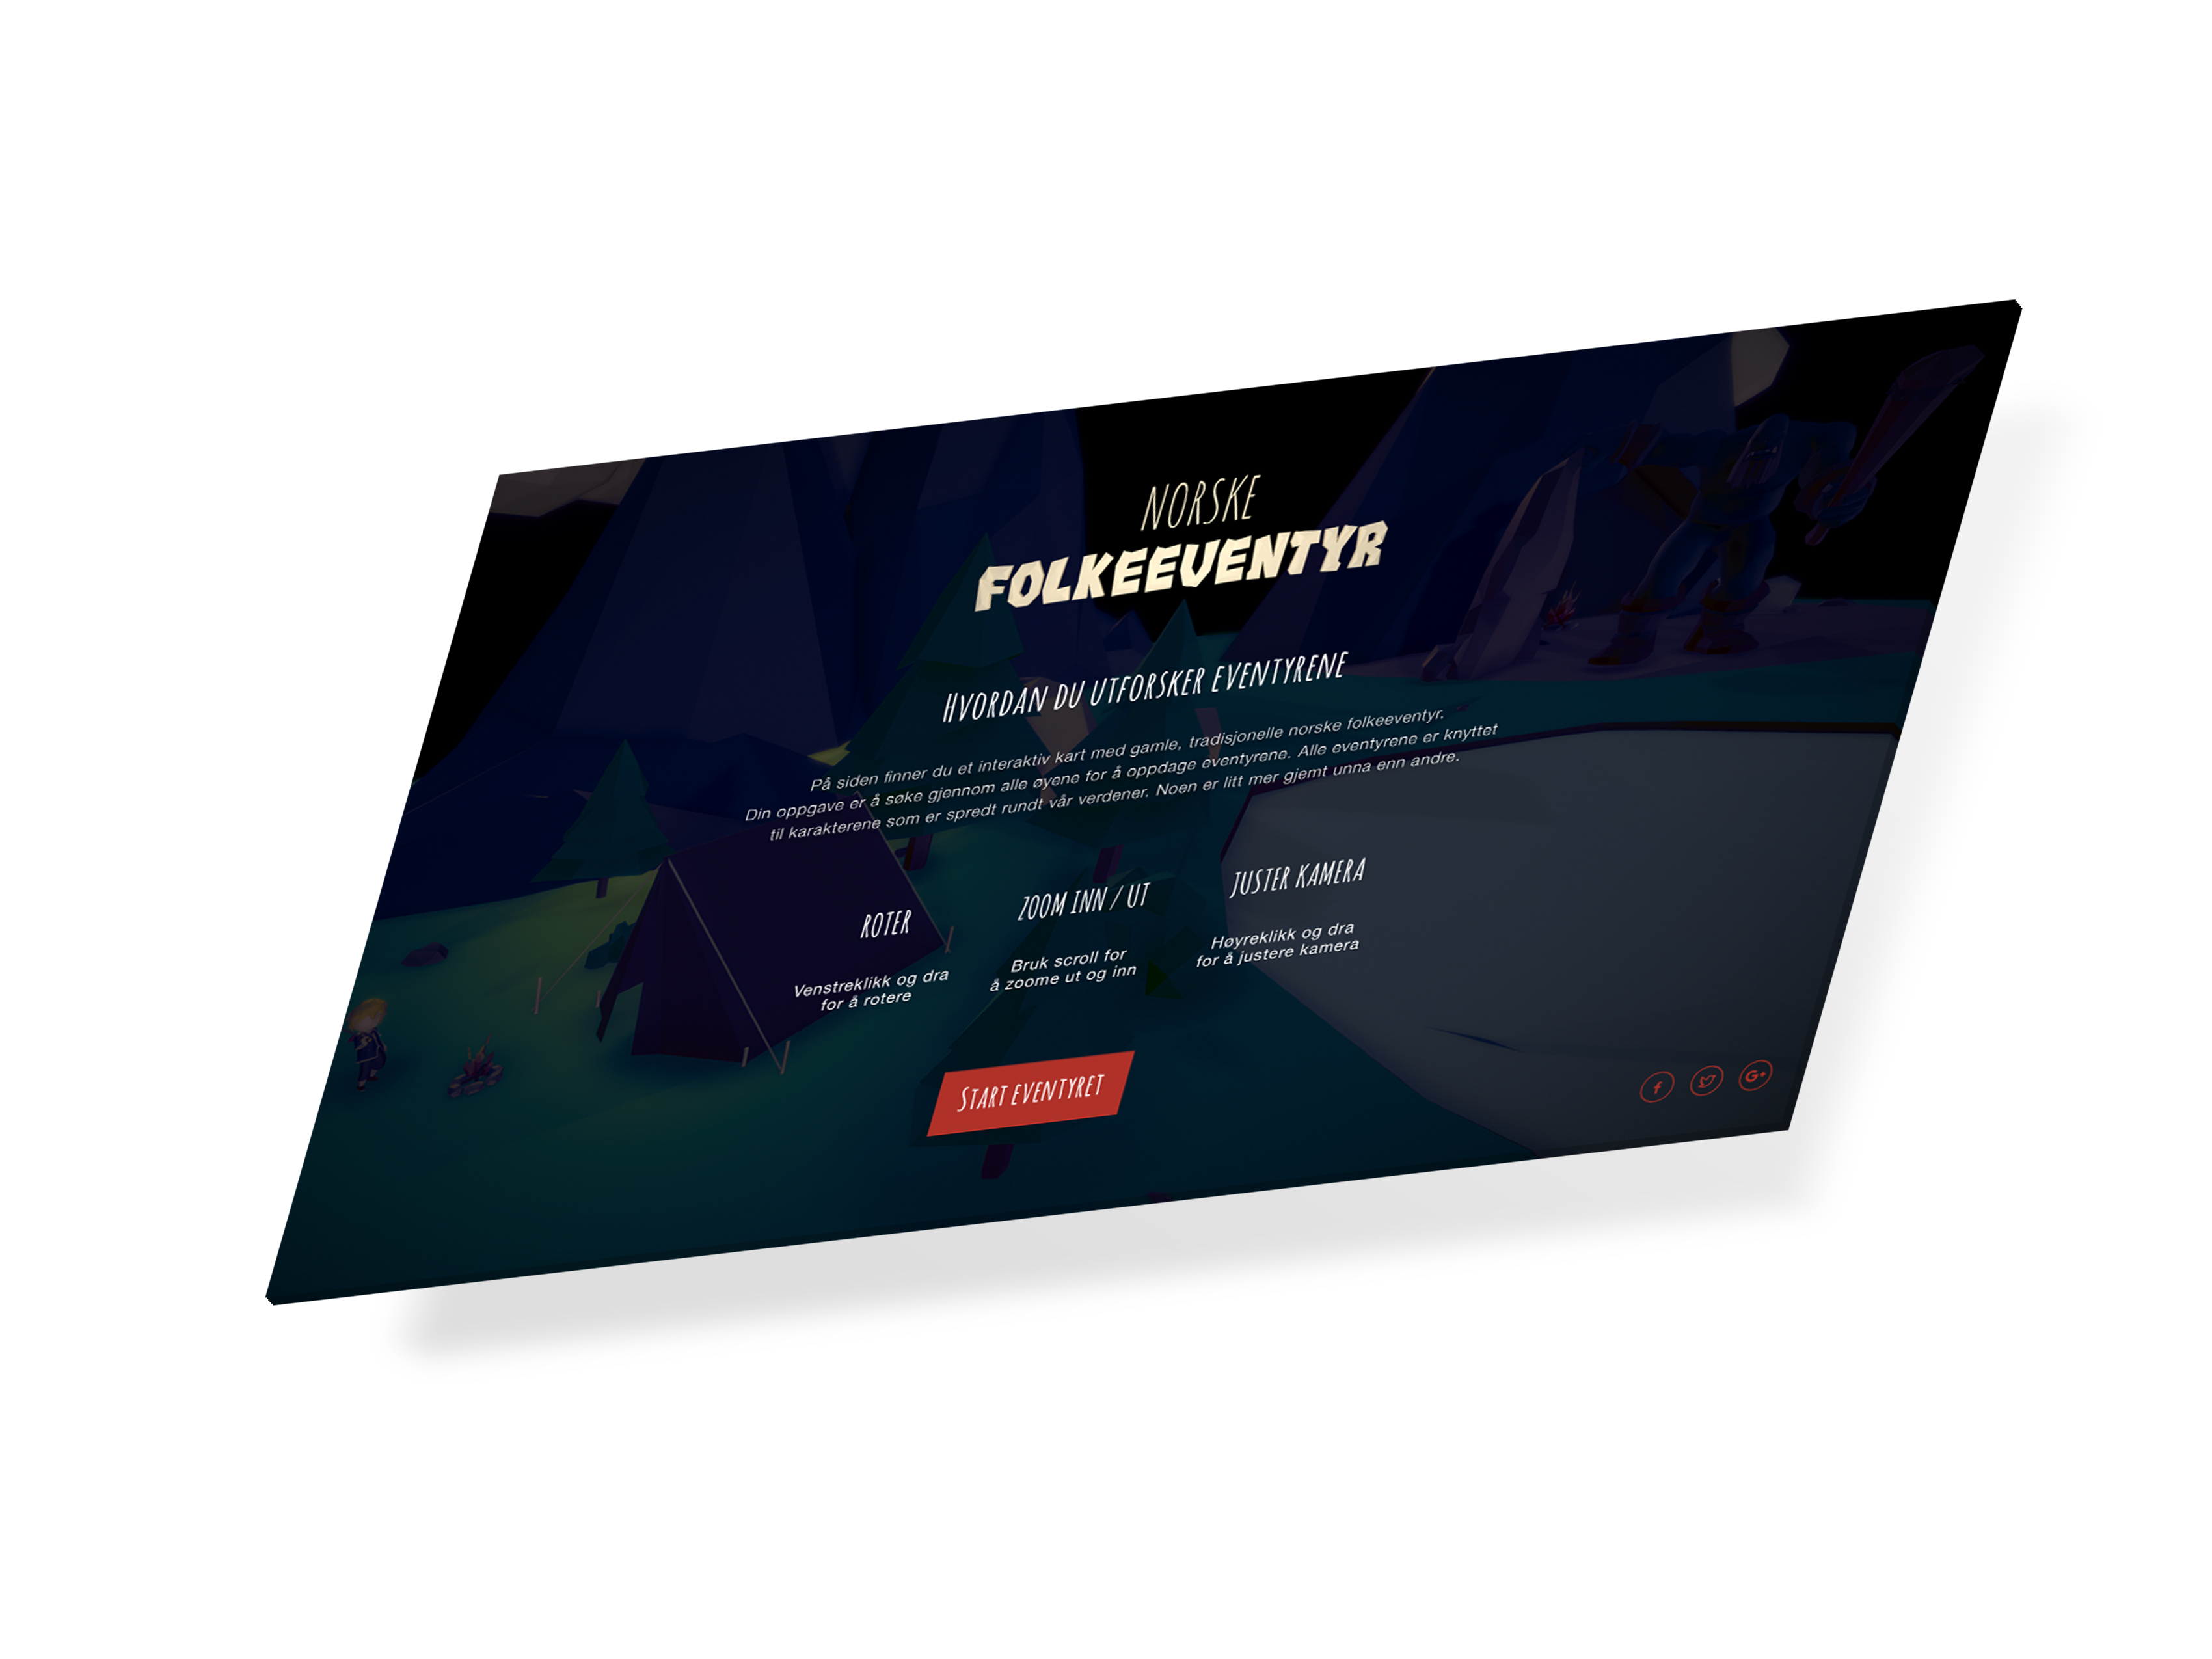 NORSKE
FOLKEEVENTYR
HVORDAN DU UTFORSKER EVENTYRENE
På siden finner du et interaktiv kart med gamle, tradisjonelle norske folkeeventyr.
Din oppgave er å søke gjennom alle øyene for å oppdage eventyrene. Alle eventyrene er knyttet
til karakterene som er spredt rundt vår verdener. Noen er litt mer gjemt unna enn andre.
ROTER
Venstreklikk og dra
for å rotere
ZOOM INN / UT
Bruk scroll for
å zoome ut og inn
JUSTER KAMERA
Høyreklikk og dra
for å justere kamera
START EVENTYRET
f
G+